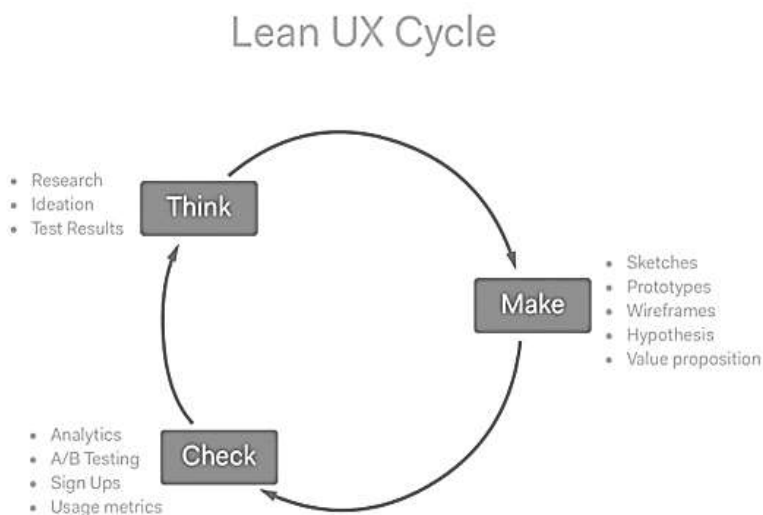 Lean UX Cycle
• Research
• Ideation
• Test Results
Think
Make
• Sketches
• Prototypes
• Wireframes
• Hypothesis
• Value proposition
• Analytics
• A/B Testing
• Sign Ups
• Usage metrics
Check